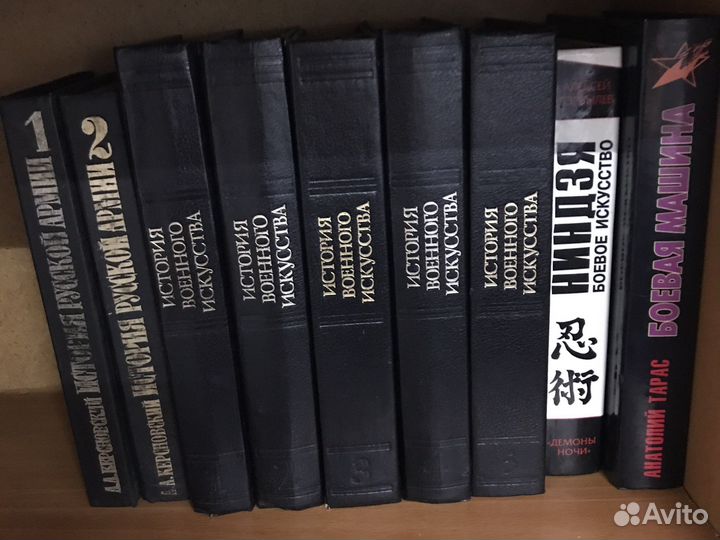 А.А. КЕРСНОВСКИЙ ИСТОРИЯ РУССКОЙ АРМИИ 1
А.А. КЕРСНОВСКИЙ ИСТОРИЯ РУССКОЙ АРМИИ 2
ИСТОРИЯ
ВОЕННОГО
ИСКУССТВА
ИСТОРИЯ
ВОЕННОГО
ИСКУССТВА
ИСТОРИЯ
ВОЕННОГО
ИСКУССТВА
3
ИСТОРИЯ
ВОЕННОГО
ИСКУССТВА
ИСТОРИЯ
ВОЕННОГО
ИСКУССТВА
НИНДЗЯ
БОЕВОЕ ИСКУССТВО
忍術
«ДЕМОНЫ
НОЧИ»
АНАТОЛИЙ ТАРАС БОЕВАЯ МАШИНА
Avito